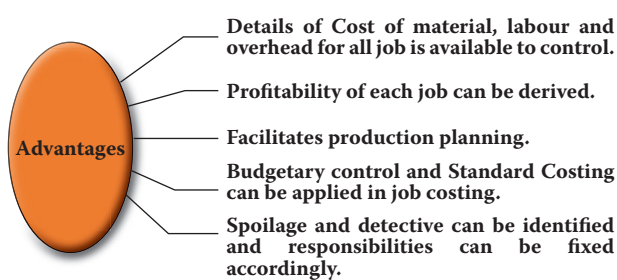 Advantages
Details of Cost of material, labour and
overhead for all job is available to control.
Profitability of each job can be derived.
Facilitates production planning.
Budgetary control and Standard Costing
can be applied in job costing.
Spoilage and detective can be identified
and responsibilities can be fixed
accordingly.